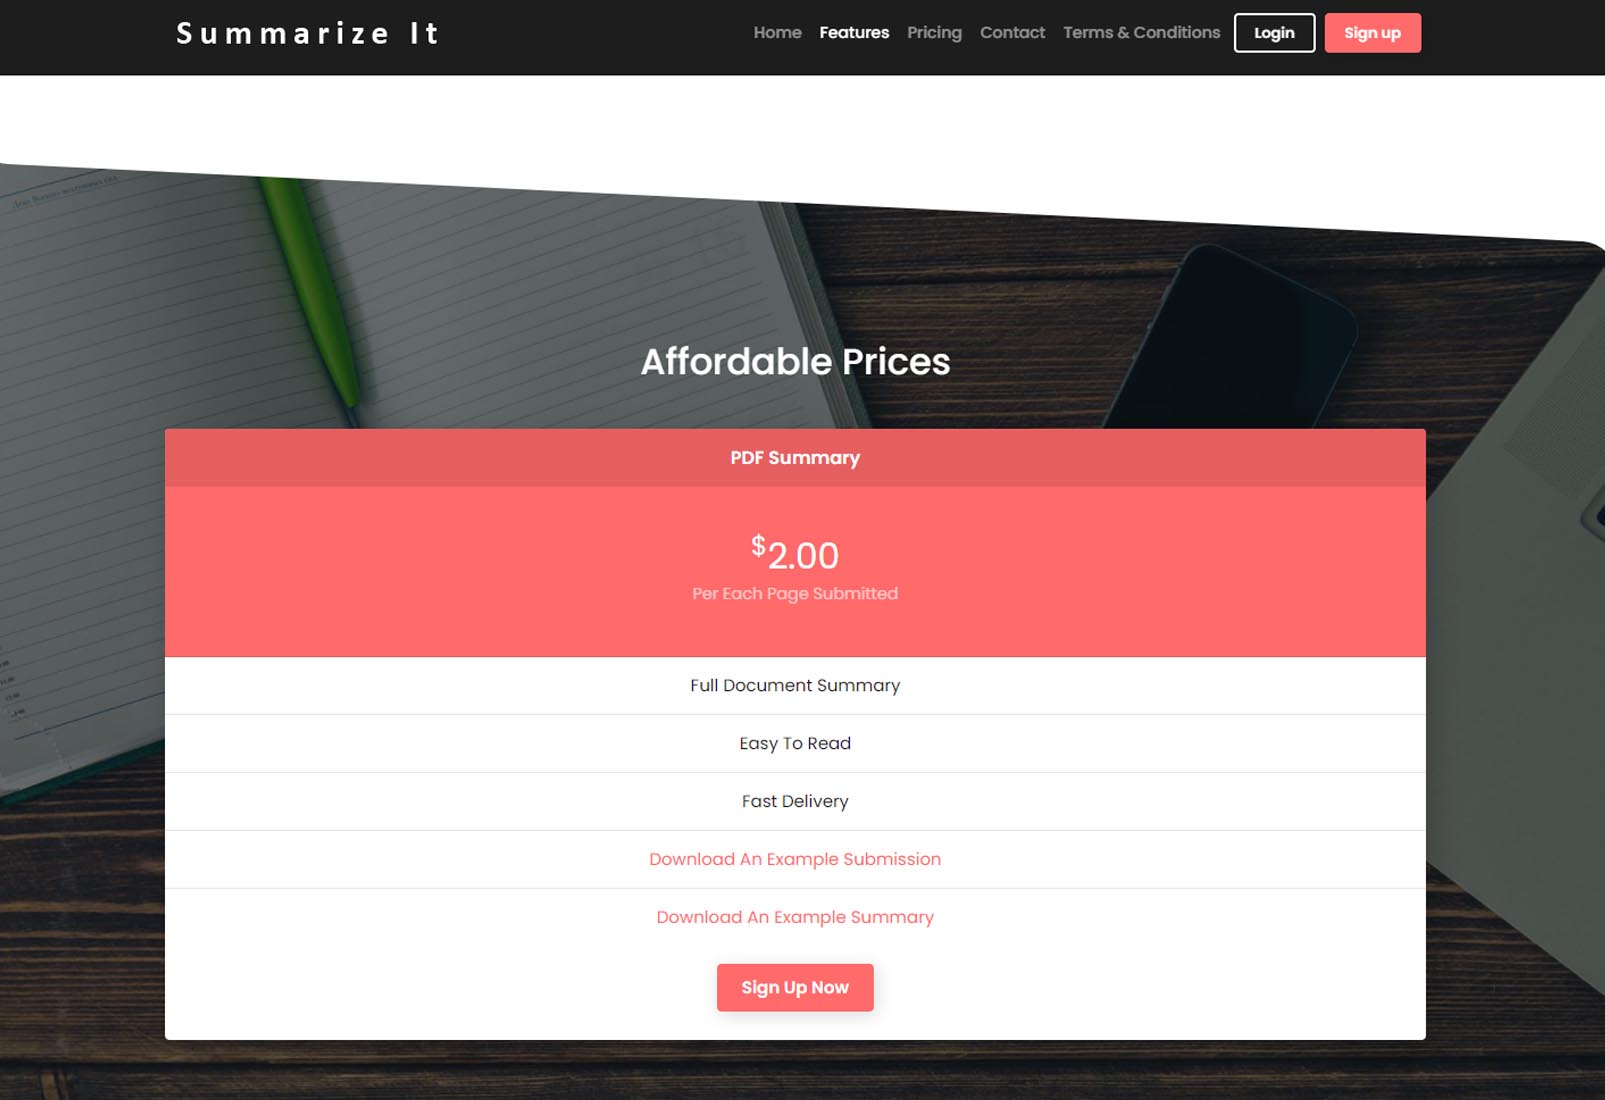 Summarize It
Home Features Pricing Contact Terms & Conditions Login Sign up
Affordable Prices
PDF Summary
$2.00
Per Each Page Submitted
Full Document Summary
Easy To Read
Fast Delivery
Download An Example Submission
Download An Example Summary
Sign Up Now